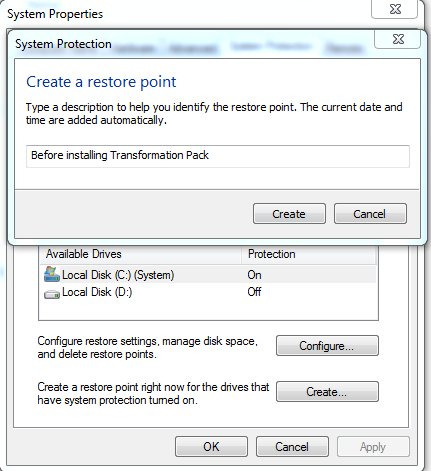 System Properties
System Protection
Create a restore point
Type a description to help you identify the restore point. The current date and
time are added automatically.
Before installing Transformation Pack
Create
Cancel
Available Drives
Protection
Local Disk (C:) (System)
On
Local Disk (D:)
Off
Configure restore settings, manage disk space,
and delete restore points.
Configure...
Create a restore point right now for the drives that
have system protection turned on.
Create...
OK
Cancel
Apply